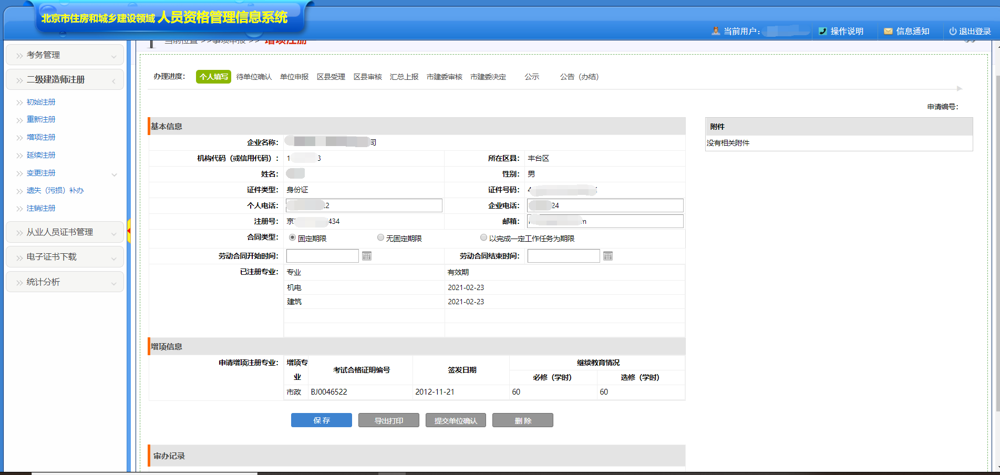 北京市住房和城乡建设领域 人员资格管理信息系统
当前用户: 操作说明 信息通知 退出登录
当前位置 >>事项申报 >> 增项注册
考务管理
二级建造师注册
初始注册
重新注册
增项注册
延续注册
变更注册
遗失（污损）补办
注销注册
从业人员证书管理
电子证书下载
统计分析
办理进度： 个人填写 待单位确认 单位申报 区县受理 区县审核 汇总上报 市建委审核 市建委决定 公示 公告（办结）
申请编号：
基本信息
企业名称： 司
机构代码（或信用代码）： 1 3 所在区县： 丰台区
姓名： 性别： 男
证件类型： 身份证 证件号码： 4
个人电话： 2 企业电话： 24
注册号： 京 434 邮箱： m
合同类型： 固定期限 无固定期限 以完成一定工作任务为期限
劳动合同开始时间： 劳动合同结束时间：
已注册专业： 专业 有效期
机电 2021-02-23
建筑 2021-02-23
增项信息
申请增项注册专业： 增项专业 考试合格证明编号 签发日期 继续教育情况
必修（学时） 选修（学时）
市政 BJ0046522 2012-11-21 60 60
保 存 导出打印 提交单位确认 删 除
审办记录
附件
没有相关附件